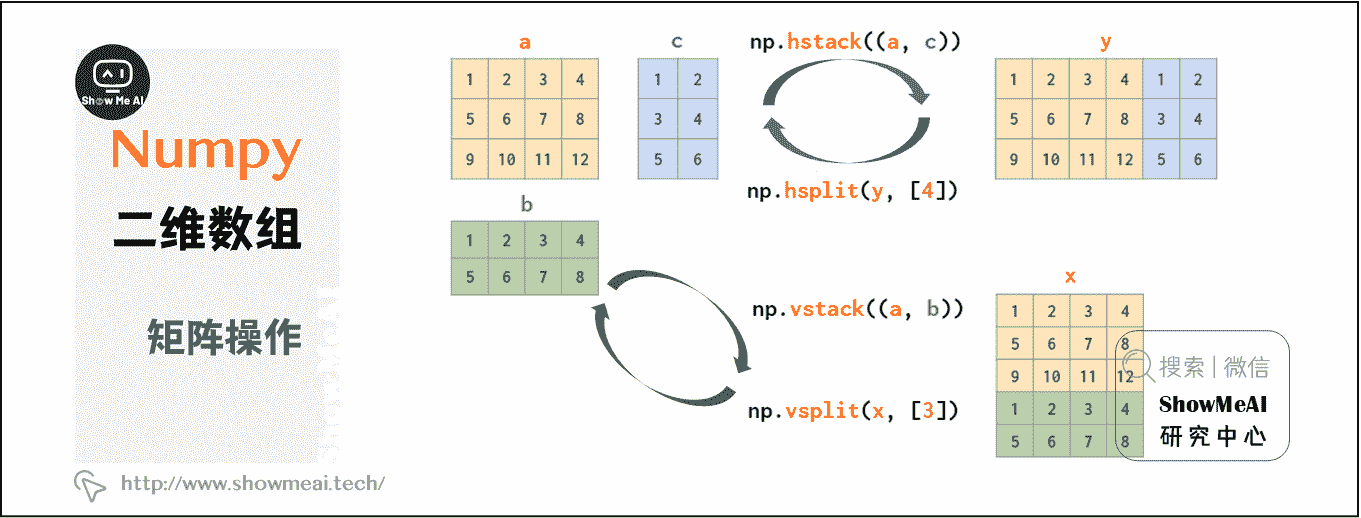 Show Me AI
Numpy
二维数组
矩阵操作
http://www.showmeai.tech/
a
1 2 3 4
5 6 7 8
9 10 11 12
c
1 2
3 4
5 6
np.hstack((a, c))
np.hsplit(y, [4])
y
1 2 3 4 1 2
5 6 7 8 3 4
9 10 11 12 5 6
b
1 2 3 4
5 6 7 8
np.vstack((a, b))
np.vsplit(x, [3])
x
1 2 3 4
5 6 7 8
9 10 11 12
1 2 3 4
5 6 7 8
搜索 | 微信
ShowMeAI
研究中心